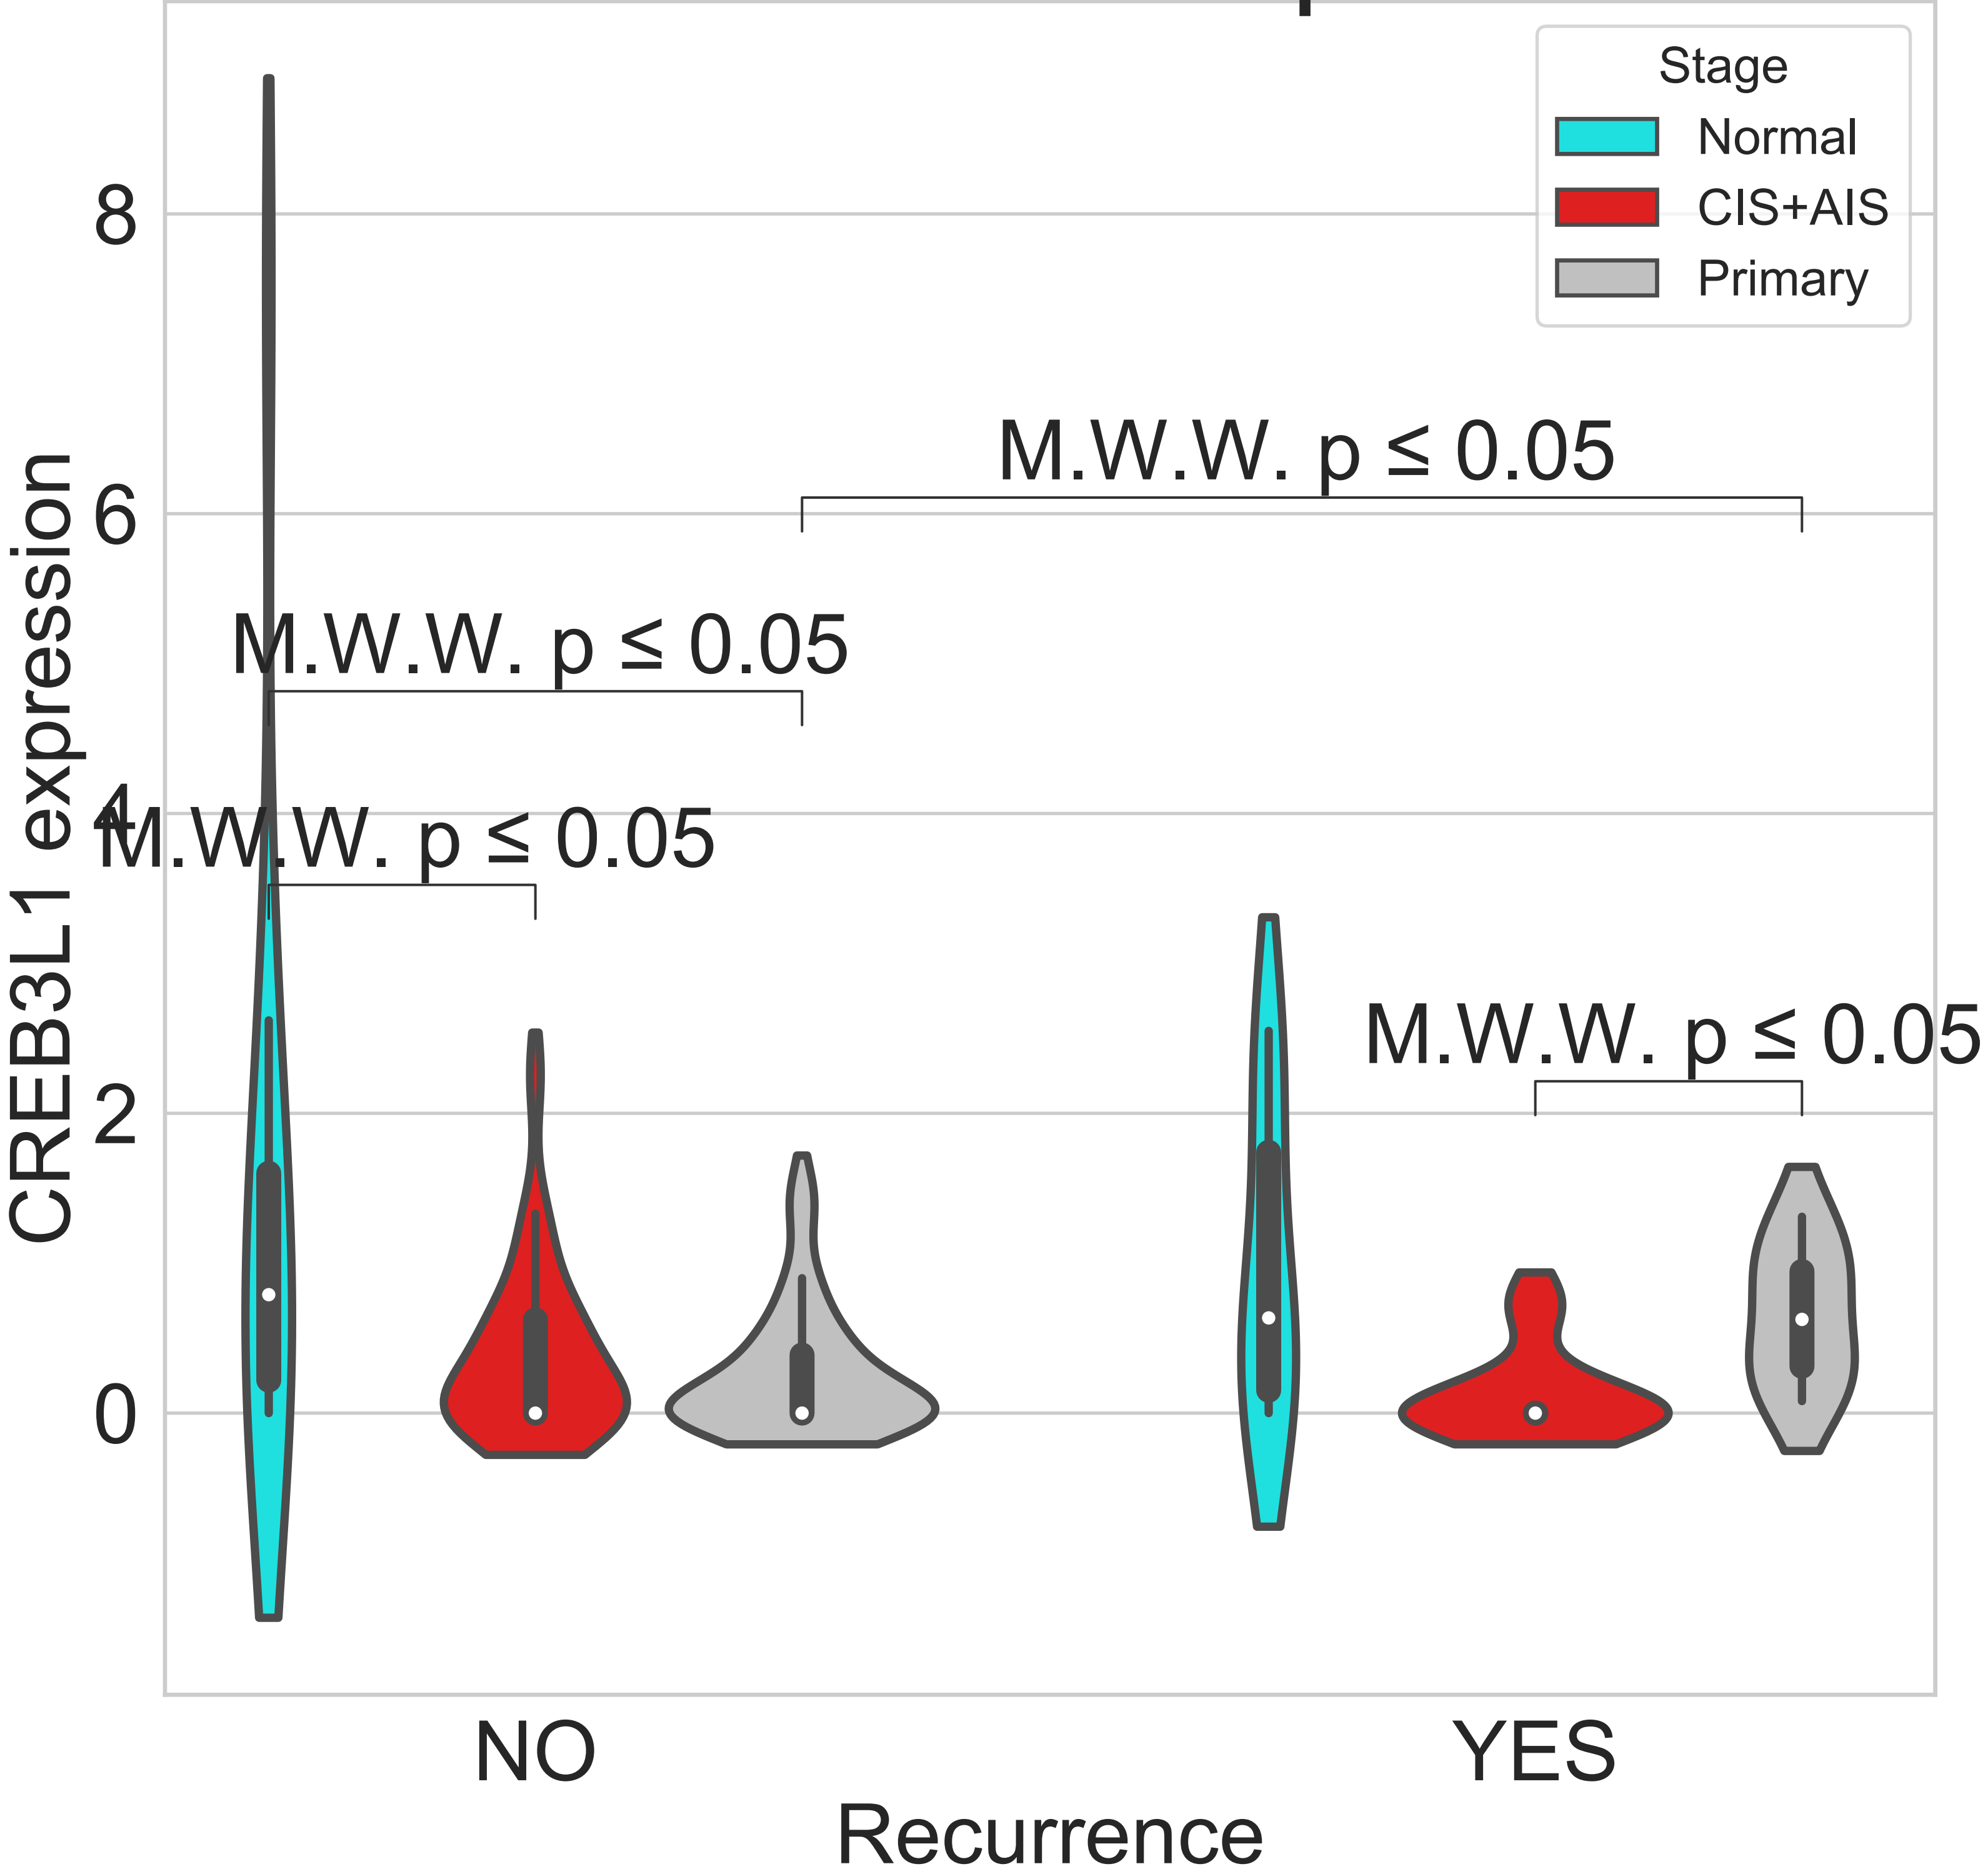 Stage
Normal
CIS+AIS
Primary
8
6
4
2
0
CREB3L1 expression
M.W.W. p ≤ 0.05
M.W.W. p ≤ 0.05
M.W.W. p ≤ 0.05
M.W.W. p ≤ 0.05
NO
YES
Recurrence